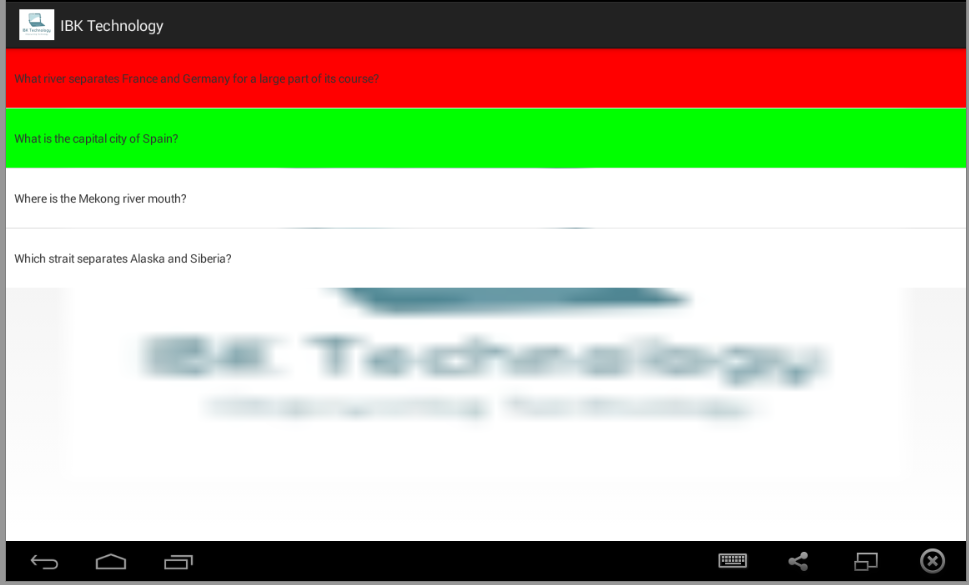 IBK Technology
What river separates France and Germany for a large part of its course?
What is the capital city of Spain?
Where is the Mekong river mouth?
Which strait separates Alaska and Siberia?
IBK Technology